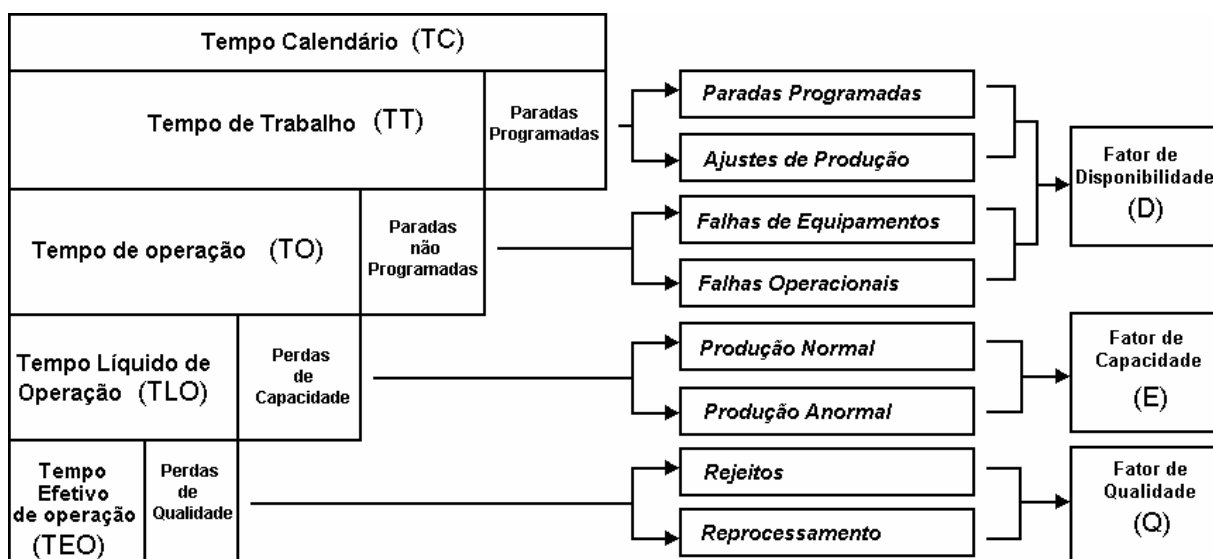 Tempo Calendário (TC)
Tempo de Trabalho (TT)
Paradas
Programadas
Paradas Programadas
Ajustes de Produção
Fator de
Disponibilidade
(D)
Tempo de operação (TO)
Paradas
não
Programadas
Falhas de Equipamentos
Falhas Operacionais
Tempo Líquido de
Operação (TLO)
Perdas
de
Capacidade
Produção Normal
Produção Anormal
Fator de
Capacidade
(E)
Tempo
Efetivo
de operação
(TEO)
Perdas
de
Qualidade
Rejeitos
Reprocessamento
Fator de
Qualidade
(Q)